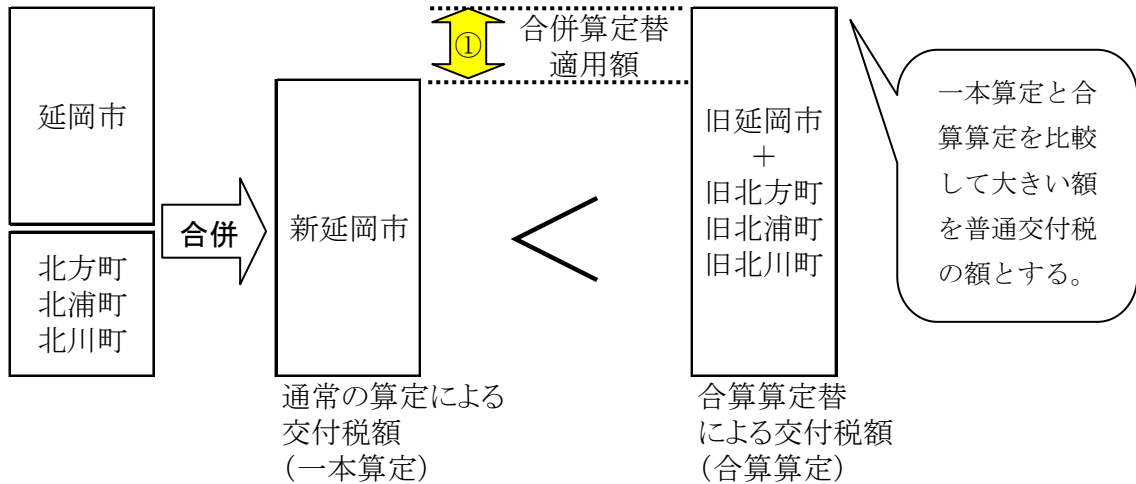 延岡市
北方町
北浦町
北川町
合併
新延岡市
通常の算定による
交付税額
（一本算定）
①
合併算定替
適用額
＜
旧延岡市
＋
旧北方町
旧北浦町
旧北川町
合算算定替
による交付税額
（合算算定）
一本算定と合
算算定を比較
して大きい額
を普通交付税
の額とする。